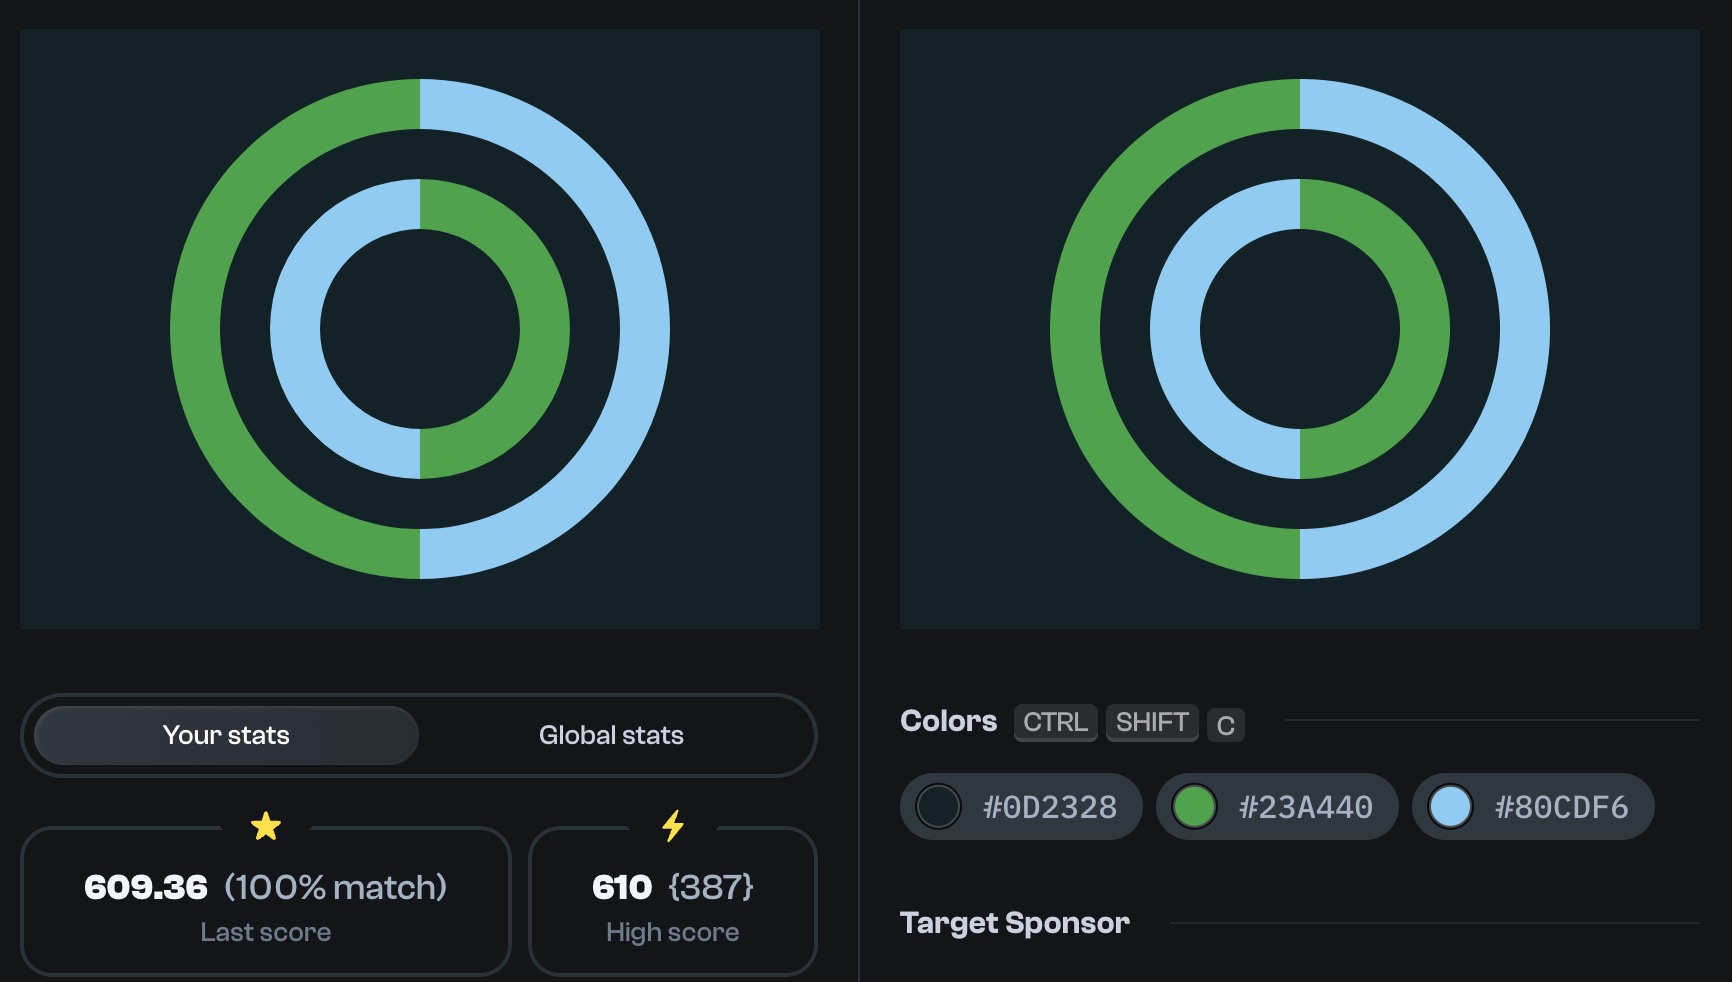 Your stats
Global stats
609.36 (100% match)
Last score
610 {387}
High score
Colors CTRL SHIFT C
#0D2328 #23A440 #80CDF6
Target Sponsor